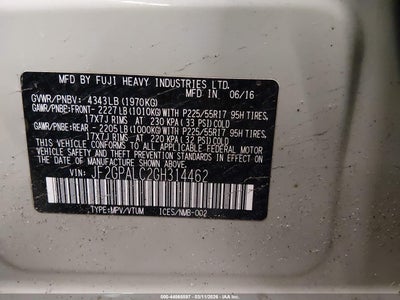 MFD BY FUJI HEAVY INDUSTRIES LTD.
MFD IN 06/16
GVWR/PNBV: 4343LB (1970KG)
GAWR/PNBE:FRONT- 2227LB (1010KG)WITH P225/55R17 95H TIRES,
17X7J RIMS AT 230 KPA (33 PSI) COLD
GAWR/PNBE:REAR - 2205LB (1000KG)WITH P225/55R17 95H TIRES,
17X7J RIMS AT 220 KPA (32 PSI) COLD
THIS VEHICLE CONFORMS TO ALL APPLICABLE FEDERAL MOTOR
VEHICLE SAFETY AND THEFT PREVENTION STANDARDS IN
EFFECT ON THE DATE OF MANUFACTURE SHOWN ABOVE.
VIN: JF2GPALC2GH314462
TYPE:MPV/VTUM ICES/NMB-002
IAA, Inc.